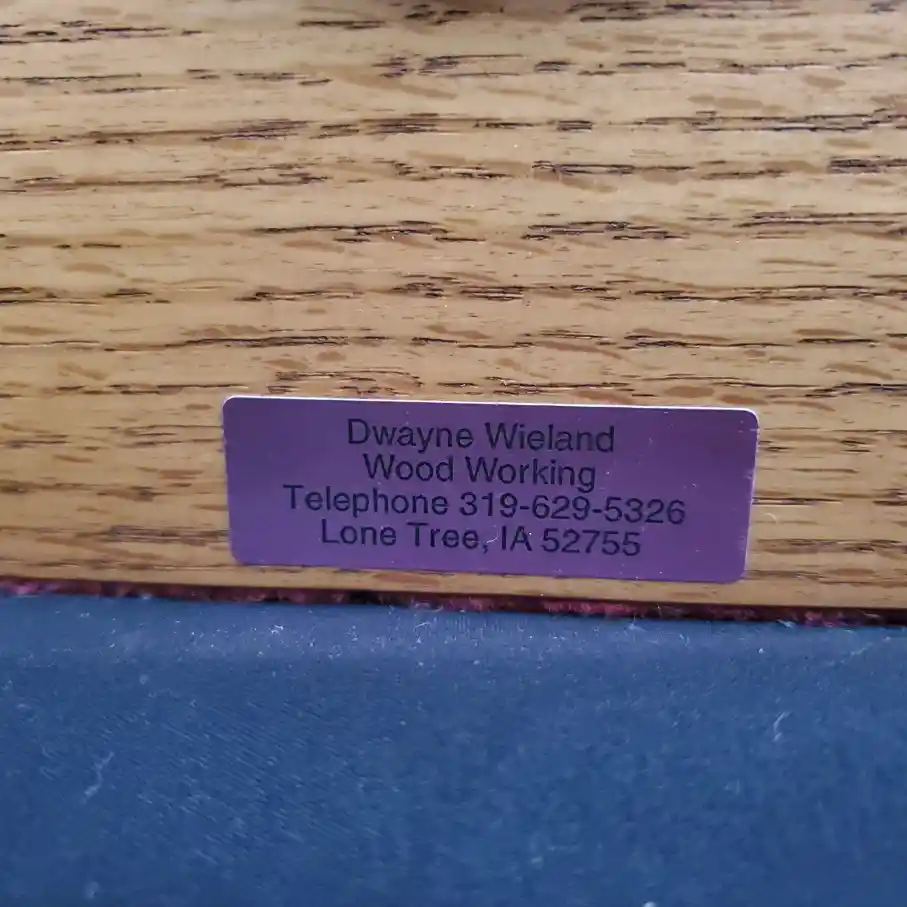 Dwayne Wieland
Wood Working
Telephone 319-629-5326
Lone Tree, IA 52755